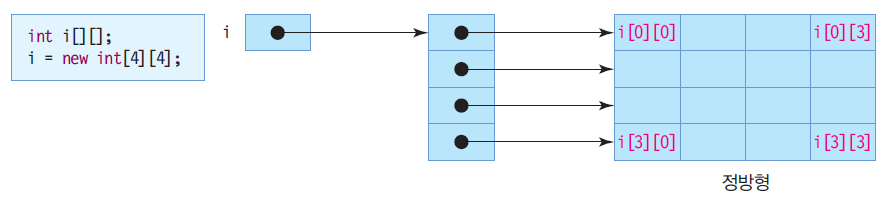 int i[][];
i = new int[4][4];
i
i[0][0]
i[0][3]
i[3][0]
i[3][3]
정방형